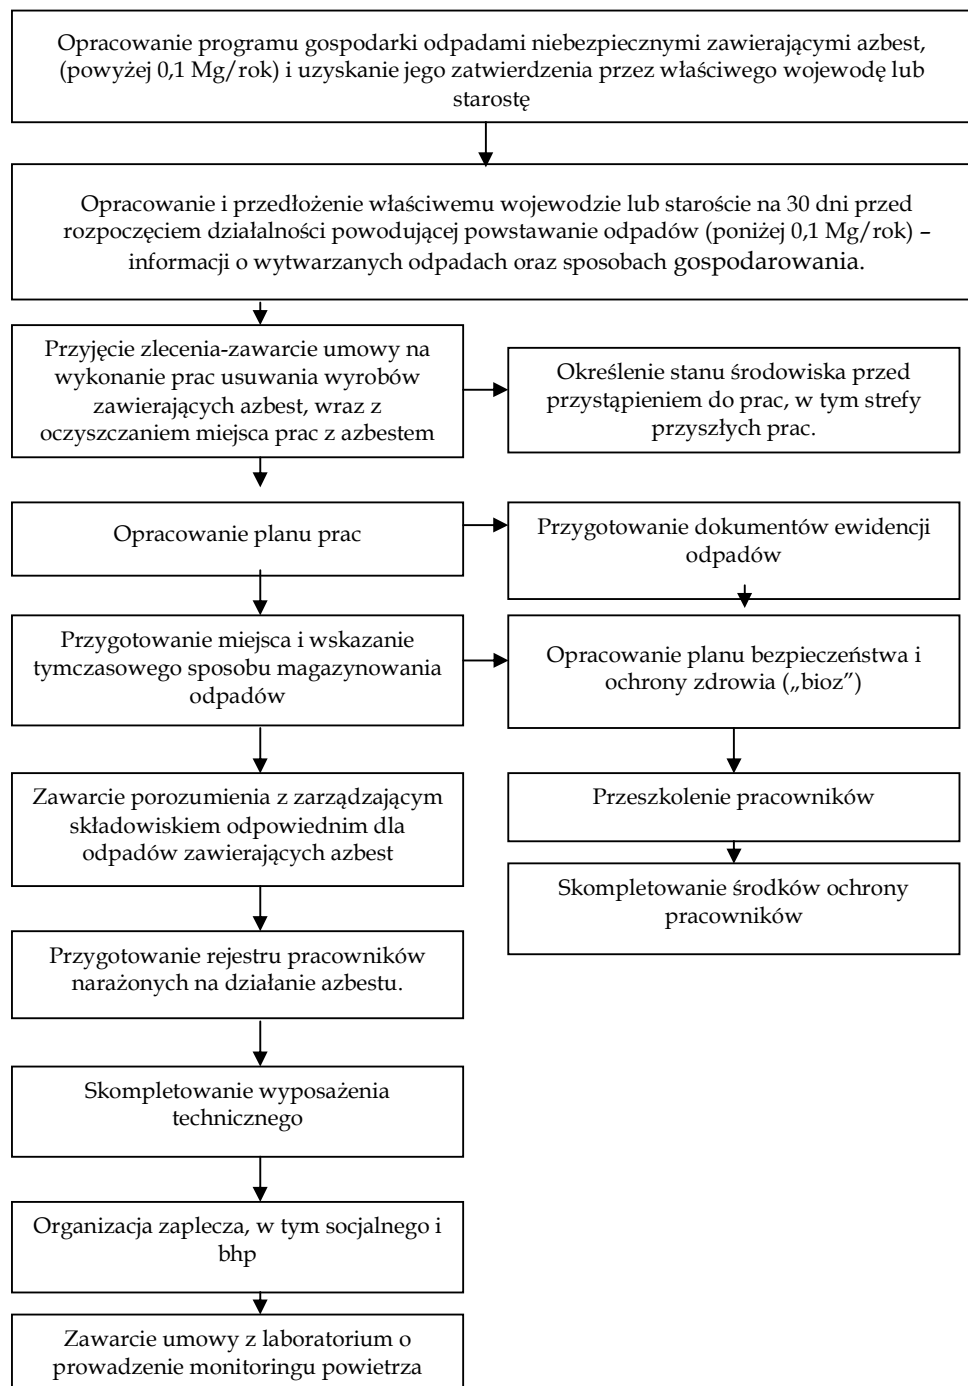 Opracowanie programu gospodarki odpadami niebezpiecznymi zawierającymi azbest,
(powyżej 0,1 Mg/rok) i uzyskanie jego zatwierdzenia przez właściwego wojewodę lub
starostę
Opracowanie i przedłożenie właściwemu wojewodzie lub staroście na 30 dni przed
rozpoczęciem działalności powodującej powstawanie odpadów (poniżej 0,1 Mg/rok) –
informacji o wytwarzanych odpadach oraz sposobach gospodarowania.
Przyjęcie zlecenia-zawarcie umowy na
wykonanie prac usuwania wyrobów
zawierających azbest, wraz z
oczyszczaniem miejsca prac z azbestem
Określenie stanu środowiska przed
przystąpieniem do prac, w tym strefy
przyszłych prac.
Opracowanie planu prac
Przygotowanie dokumentów ewidencji
odpadów
Przygotowanie miejsca i wskazanie
tymczasowego sposobu magazynowania
odpadów
Opracowanie planu bezpieczeństwa i
ochrony zdrowia („bioz”)
Zawarcie porozumienia z zarządzającym
składowiskiem odpowiednim dla
odpadów zawierających azbest
Przeszkolenie pracowników
Skompletowanie środków ochrony
pracowników
Przygotowanie rejestru pracowników
narażonych na działanie azbestu.
Skompletowanie wyposażenia
technicznego
Organizacja zaplecza, w tym socjalnego i
bhp
Zawarcie umowy z laboratorium o
prowadzenie monitoringu powietrza